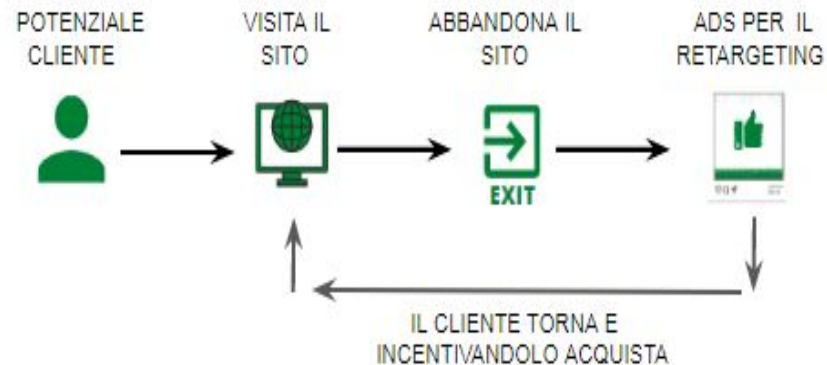 POTENZIALE
CLIENTE
VISITA IL
SITO
ABBANDONA IL
SITO
ADS PER IL
RETARGETING
EXIT
IL CLIENTE TORNA E
INCENTIVANDOLO ACQUISTA